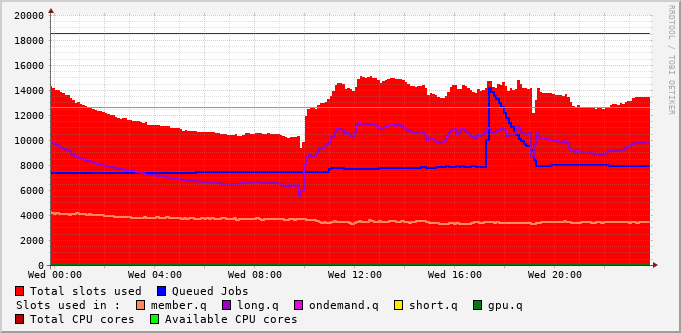 20000
18000
16000
14000
12000
10000
8000
6000
4000
2000
0
Wed 00:00 Wed 04:00 Wed 08:00 Wed 12:00 Wed 16:00 Wed 20:00
Total slots used Queued Jobs
Slots used in : member.q long.q ondemand.q short.q gpu.q
Total CPU cores Available CPU cores
RRDTOOL / TOBI OETIKER